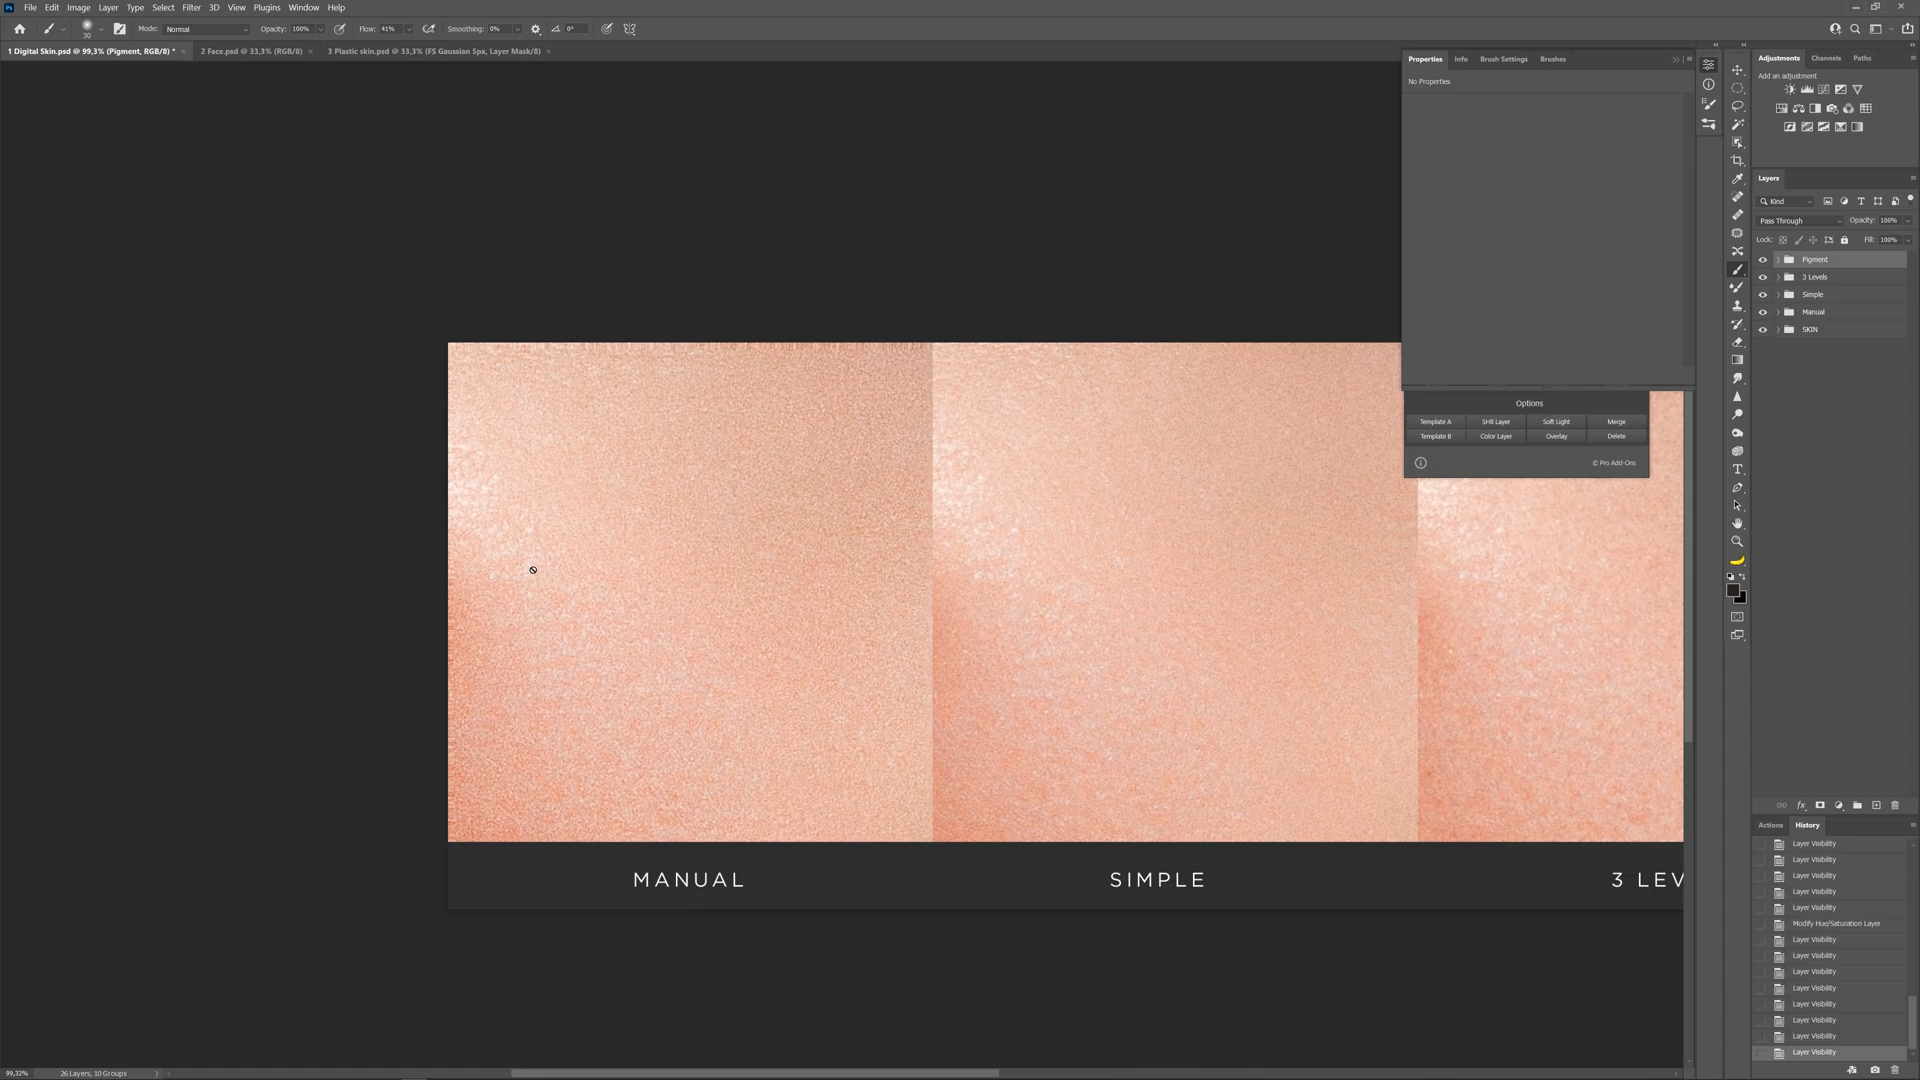 Ps File Edit Image Layer Type Select Filter 3D View Plugins Window Help
30 Mode: Normal Opacity: 100% Flow: 41% Smoothing: 0% 0°
1 Digital Skin.psd @ 99,3% (Pigment, RGB/8) * × 2 Face.psd @ 33,3% (RGB/8) × 3 Plastic skin.psd @ 33,3% (FS Gaussian 5px, Layer Mask/8) ×
Properties Info Brush Settings Brushes
No Properties
Options
Template A SHB Layer Soft Light Merge
Template B Color Layer Overlay Delete
© Pro Add-Ons
Adjustments Channels Paths
Add an adjustment
Layers
Kind
Pass Through Opacity: 100%
Lock: Fill: 100%
Pigment
3 Levels
Simple
Manual
SKIN
fx
Actions History
Layer Visibility
Layer Visibility
Layer Visibility
Layer Visibility
Layer Visibility
Modify Hue/Saturation Layer
Layer Visibility
Layer Visibility
Layer Visibility
Layer Visibility
Layer Visibility
Layer Visibility
Layer Visibility
Layer Visibility
MANUAL SIMPLE 3 LEV
99,32% 26 Layers, 10 Groups